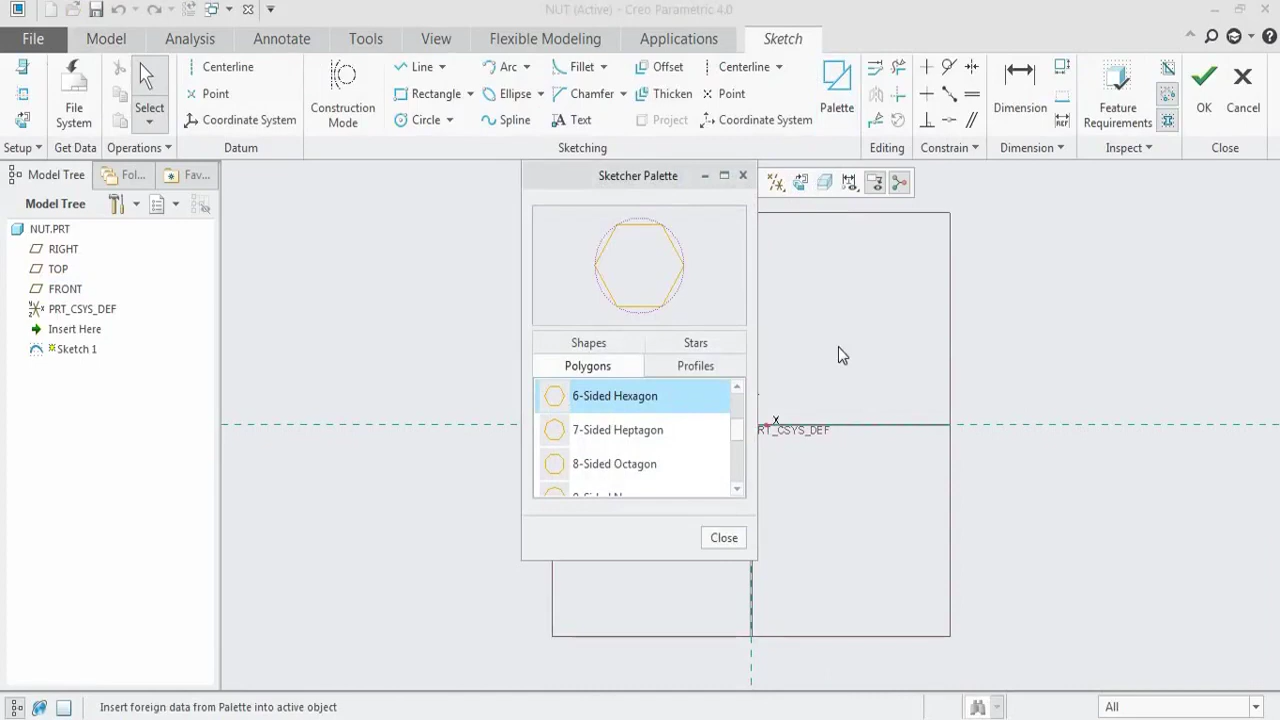 NUT (Active) - Creo Parametric 4.0
File Model Analysis Annotate Tools View Flexible Modeling Applications Sketch
Centerline Line Arc Fillet Offset Centerline
Point Rectangle Ellipse Chamfer Thicken Point
Coordinate System Circle Spline Text Project Coordinate System
File System
Select
Construction Mode
Palette
Dimension
Feature Requirements
OK Cancel
Setup Get Data Operations Datum Sketching Editing Constrain Dimension Inspect Close
Model Tree Fol... Fav...
Model Tree
NUT.PRT
RIGHT
TOP
FRONT
PRT_CSYS_DEF
Insert Here
Sketch 1
Sketcher Palette
Shapes Stars
Polygons Profiles
6-Sided Hexagon
7-Sided Heptagon
8-Sided Octagon
Close
X
RT_CSYS_DEF
Insert foreign data from Palette into active object
All